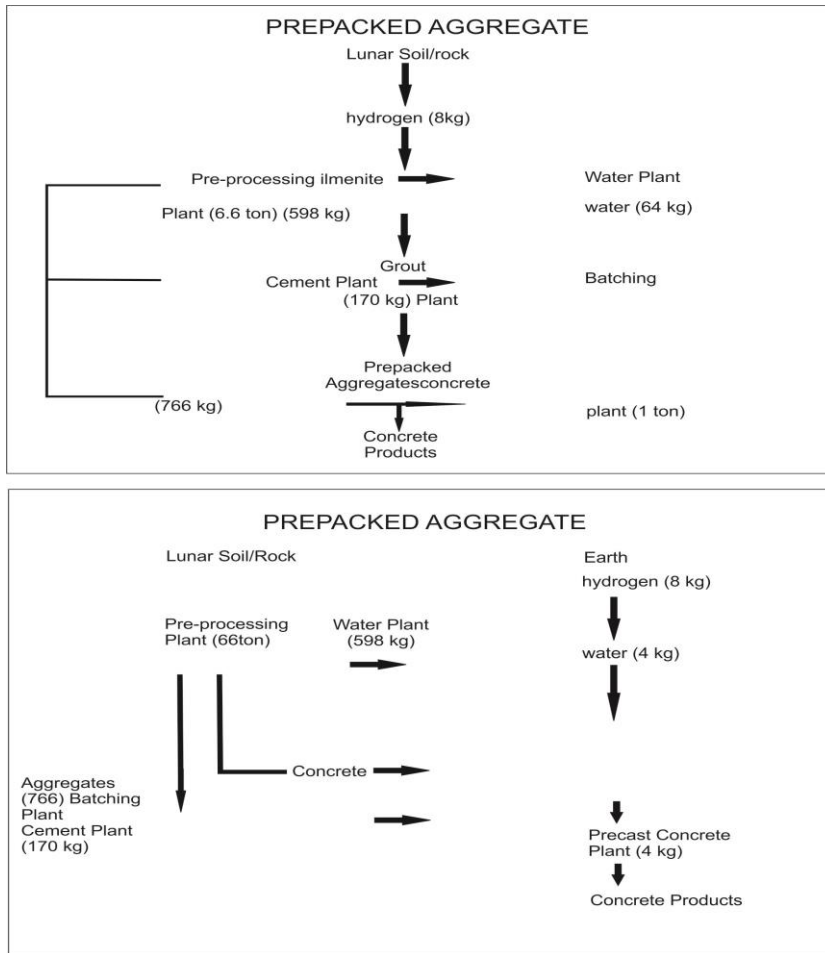 PREPACKED AGGREGATE
Lunar Soil/rock
hydrogen (8kg)
Pre-processing ilmenite
Water Plant
Plant (6.6 ton) (598 kg)
water (64 kg)
Grout
Cement Plant
Batching
(170 kg) Plant
Prepacked
Aggregatesconcrete
(766 kg)
plant (1 ton)
Concrete
Products
PREPACKED AGGREGATE
Lunar Soil/Rock
Earth
hydrogen (8 kg)
Pre-processing
Plant (66ton)
Water Plant
(598 kg)
water (4 kg)
Concrete
Aggregates
(766) Batching
Plant
Cement Plant
(170 kg)
Precast Concrete
Plant (4 kg)
Concrete Products